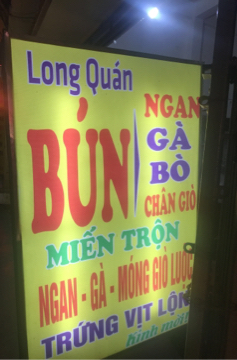 Long Quán
BÚN
NGAN
GÀ
BÒ
CHÂN GIÒ
MIẾN TRỘN
NGAN - GÀ - MÓNG GIÒ LUỘC
TRỨNG VỊT LỘN
Kính mời!